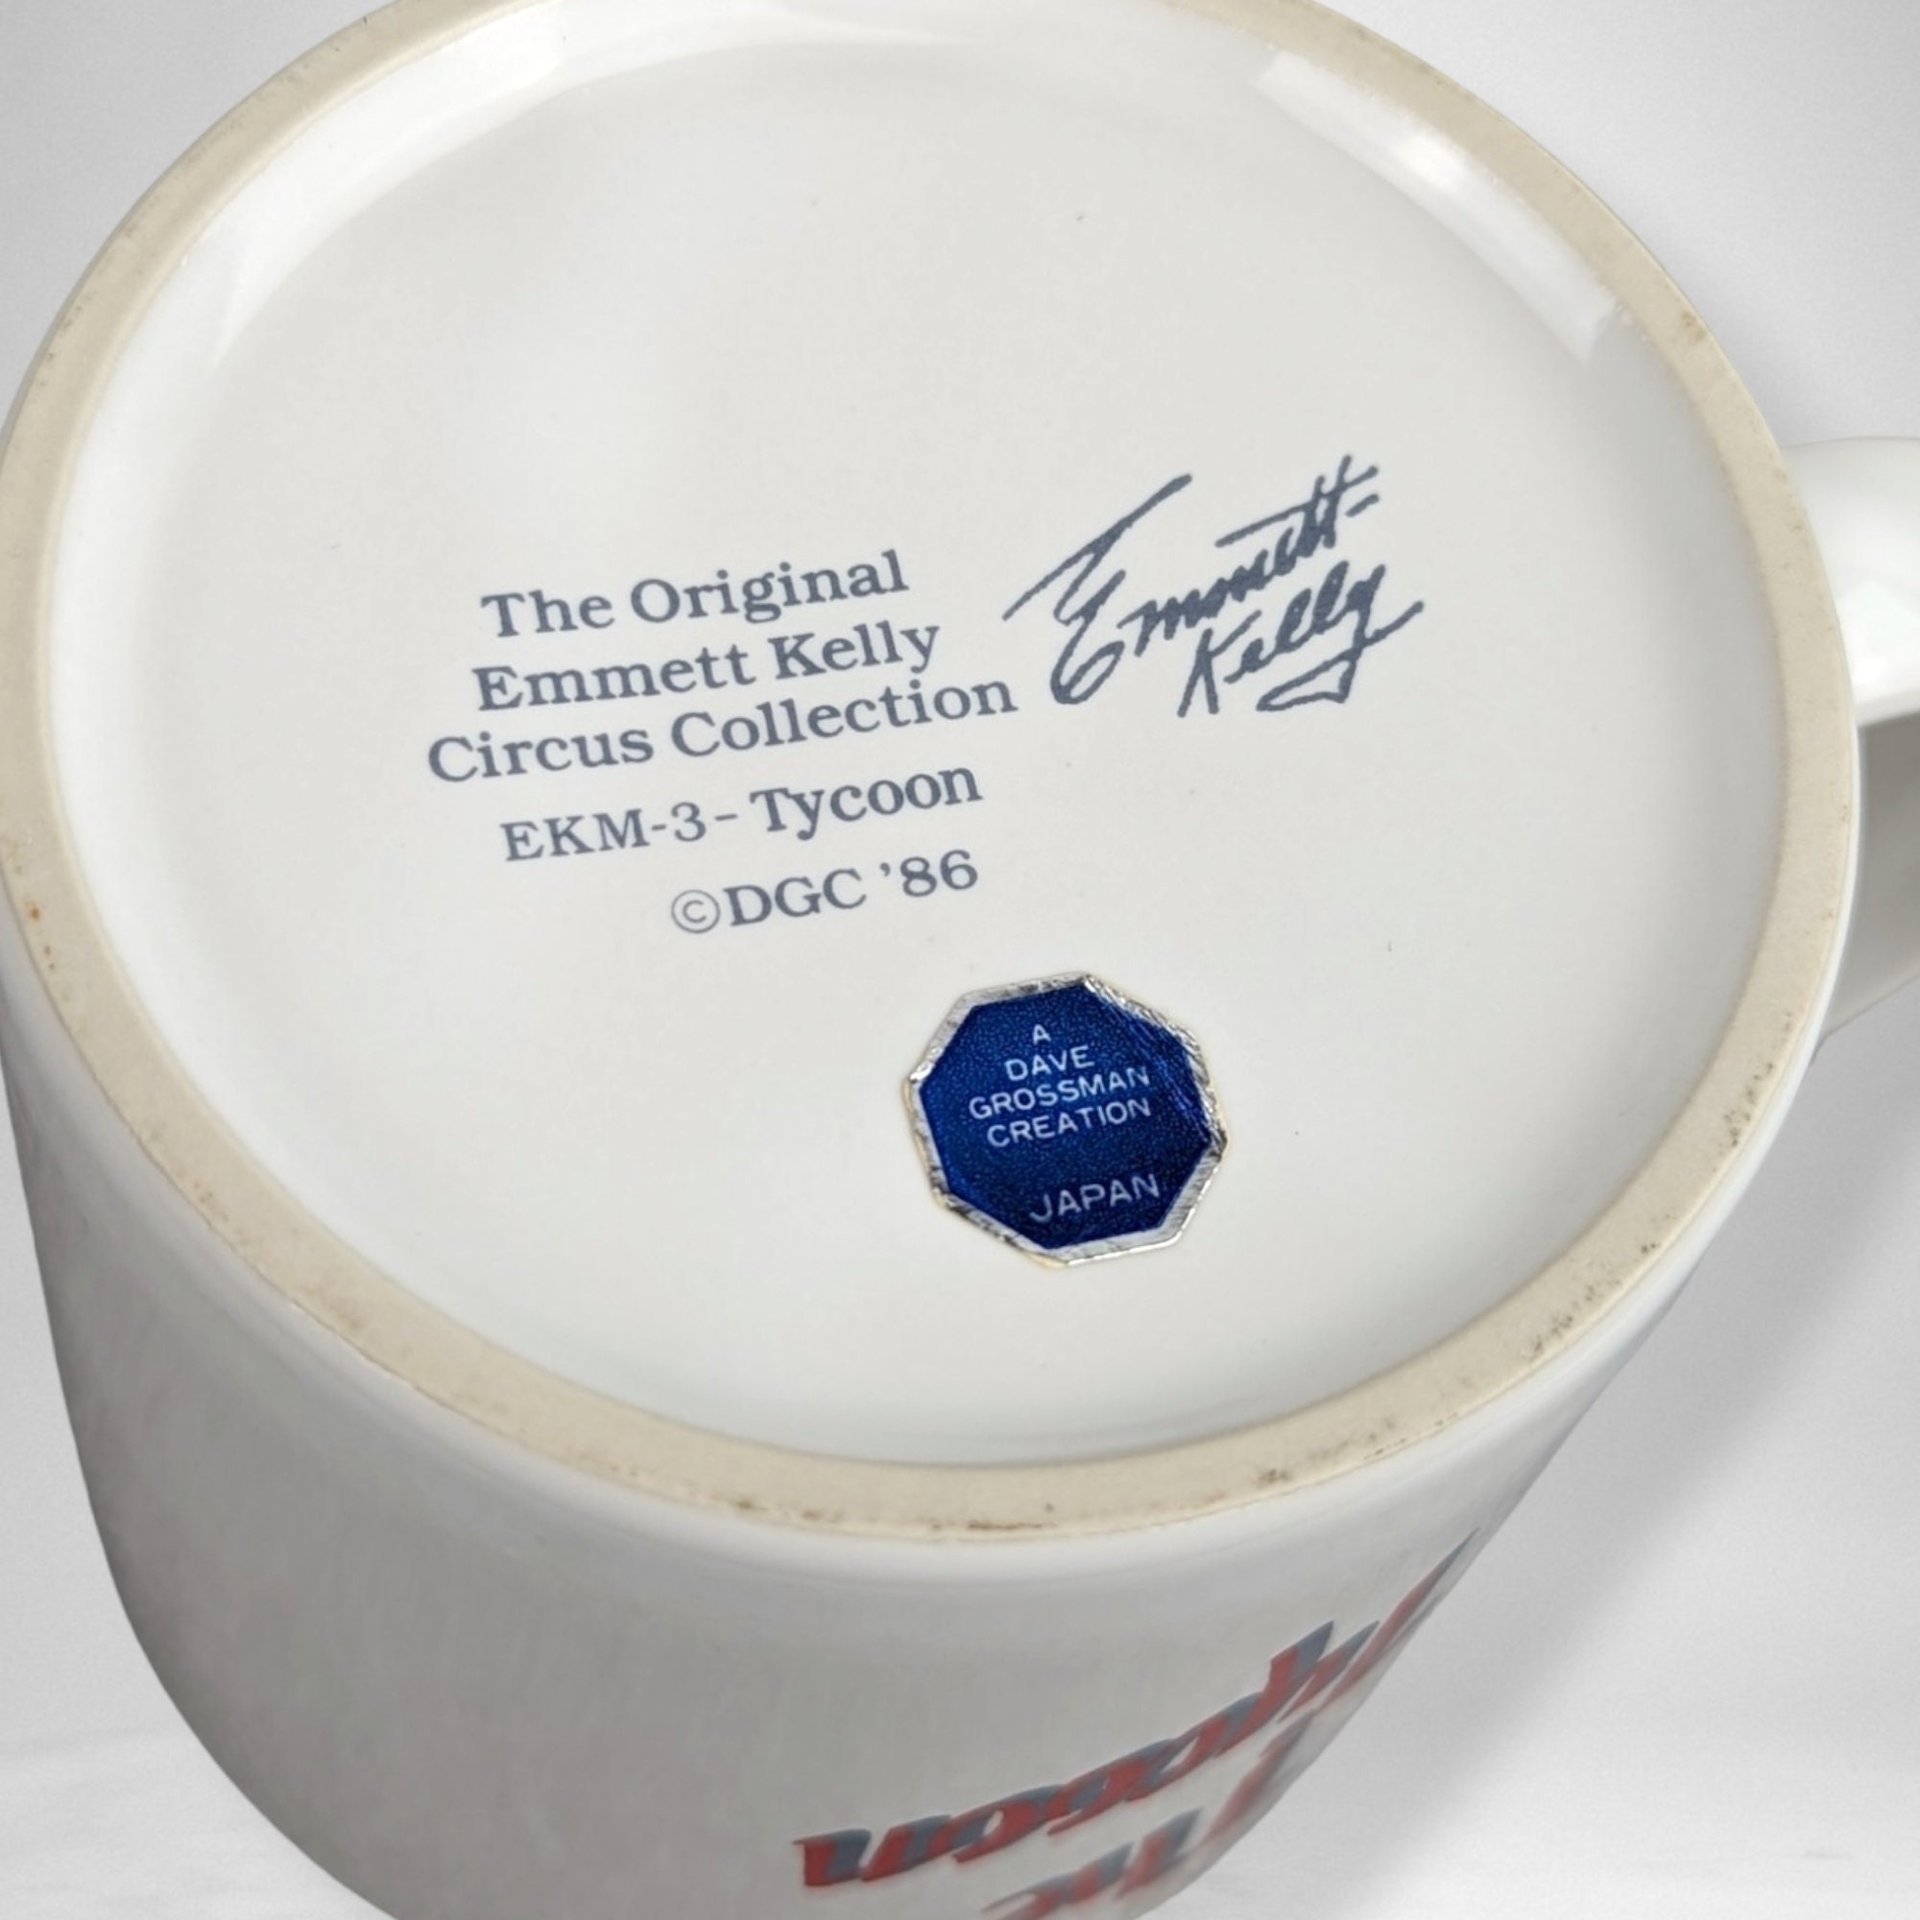 The Original
Emmett Kelly
Circus Collection
EKM-3-Tycoon
©DGC '86
Emmett
Kelly
A
DAVE
GROSSMAN
CREATION
JAPAN